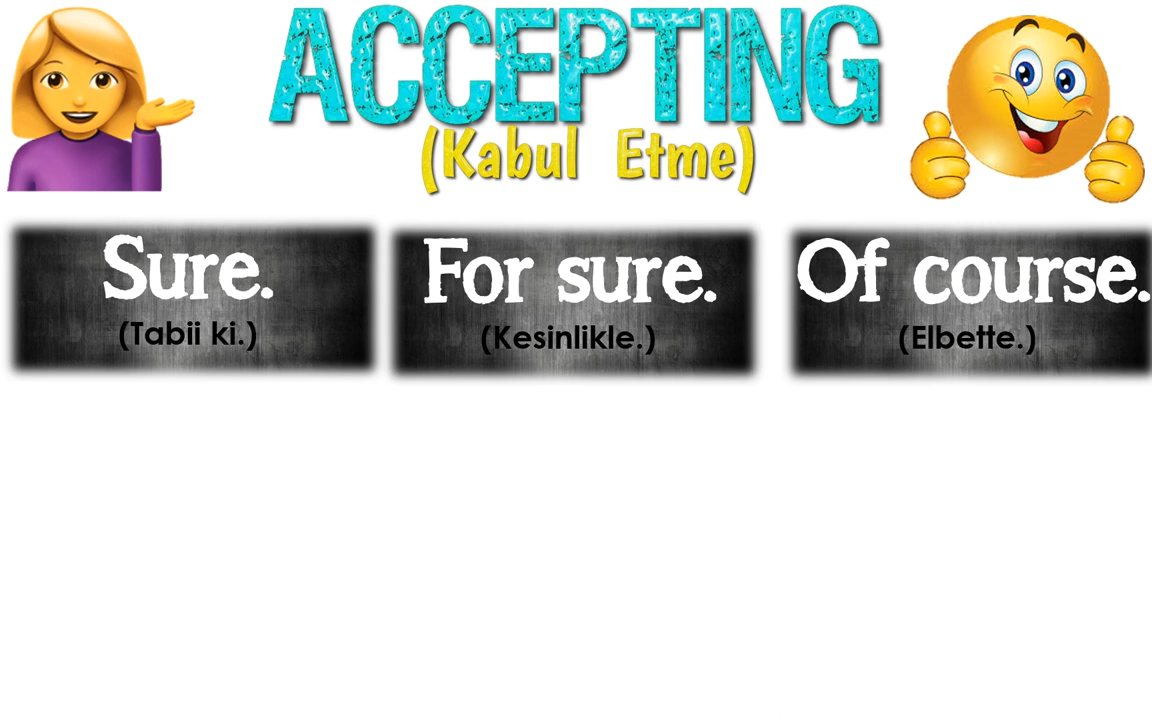 ACCEPTING
(Kabul Etme)
Sure.
(Tabii ki.)
For sure.
(Kesinlikle.)
Of course.
(Elbette.)